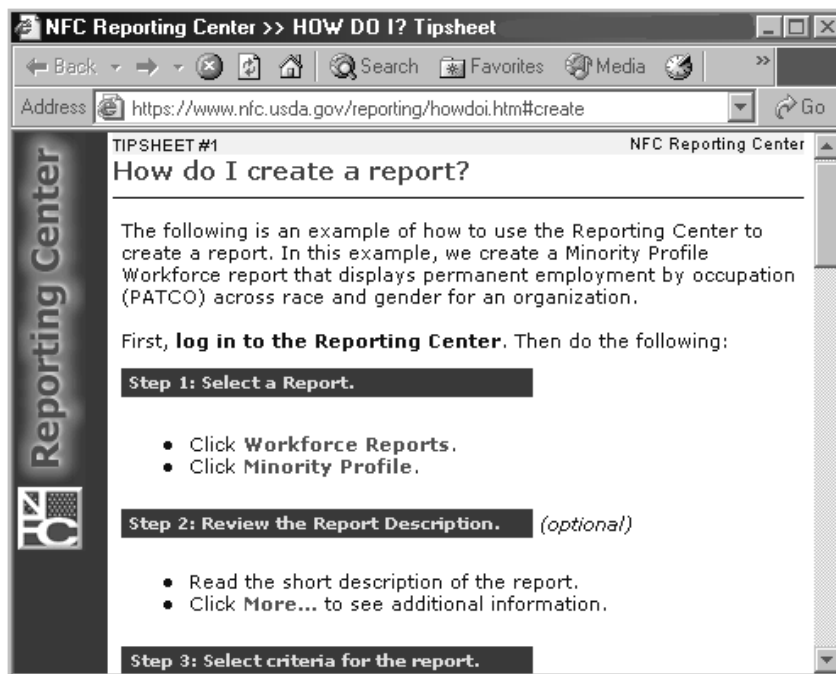 NFC Reporting Center >> HOW DO I? Tipsheet
Back Search Favorites Media »
Address https://www.nfc.usda.gov/reporting/howdoi.htm#create Go
TIPSHEET #1 NFC Reporting Center
How do I create a report?
The following is an example of how to use the Reporting Center to
create a report. In this example, we create a Minority Profile
Workforce report that displays permanent employment by occupation
(PATCO) across race and gender for an organization.
First, log in to the Reporting Center. Then do the following:
Step 1: Select a Report.
● Click Workforce Reports.
● Click Minority Profile.
Step 2: Review the Report Description. (optional)
● Read the short description of the report.
● Click More... to see additional information.
Step 3: Select criteria for the report.
Reporting Center
NFC